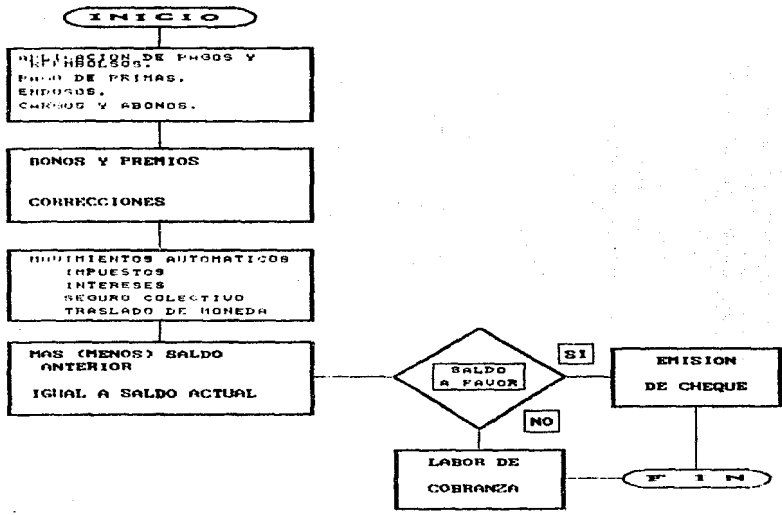 INICIO
APLICACION DE PAGOS Y
REEMBOLSOS.
PAGO DE PRIMAS.
ENDOSOS.
CARGOS Y ABONOS.
BONOS Y PREMIOS
CORRECCIONES
MOVIMIENTOS AUTOMATICOS
IMPUESTOS
INTERESES
SEGURO COLECTIVO
TRASLADO DE MONEDA
MAS (MENOS) SALDO
ANTERIOR
IGUAL A SALDO ACTUAL
SALDO
A FAVOR
SI
EMISION
DE CHEQUE
NO
LABOR DE
COBRANZA
FIN